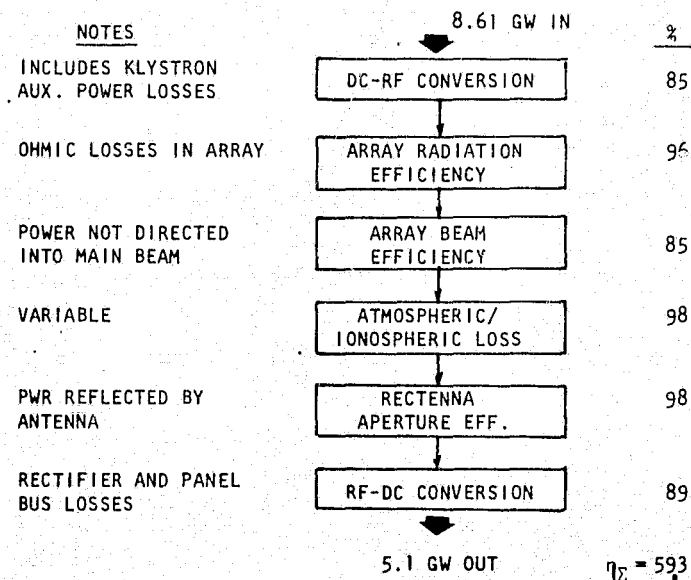 NOTES
8.61 GW IN
%
INCLUDES KLYSTRON
AUX. POWER LOSSES
DC-RF CONVERSION
85
OHMIC LOSSES IN ARRAY
ARRAY RADIATION
EFFICIENCY
96
POWER NOT DIRECTED
INTO MAIN BEAM
ARRAY BEAM
EFFICIENCY
85
VARIABLE
ATMOSPHERIC/
IONOSPHERIC LOSS
98
PWR REFLECTED BY
ANTENNA
RECTENNA
APERTURE EFF.
98
RECTIFIER AND PANEL
BUS LOSSES
RF-DC CONVERSION
89
5.1 GW OUT
ηΣ = 593